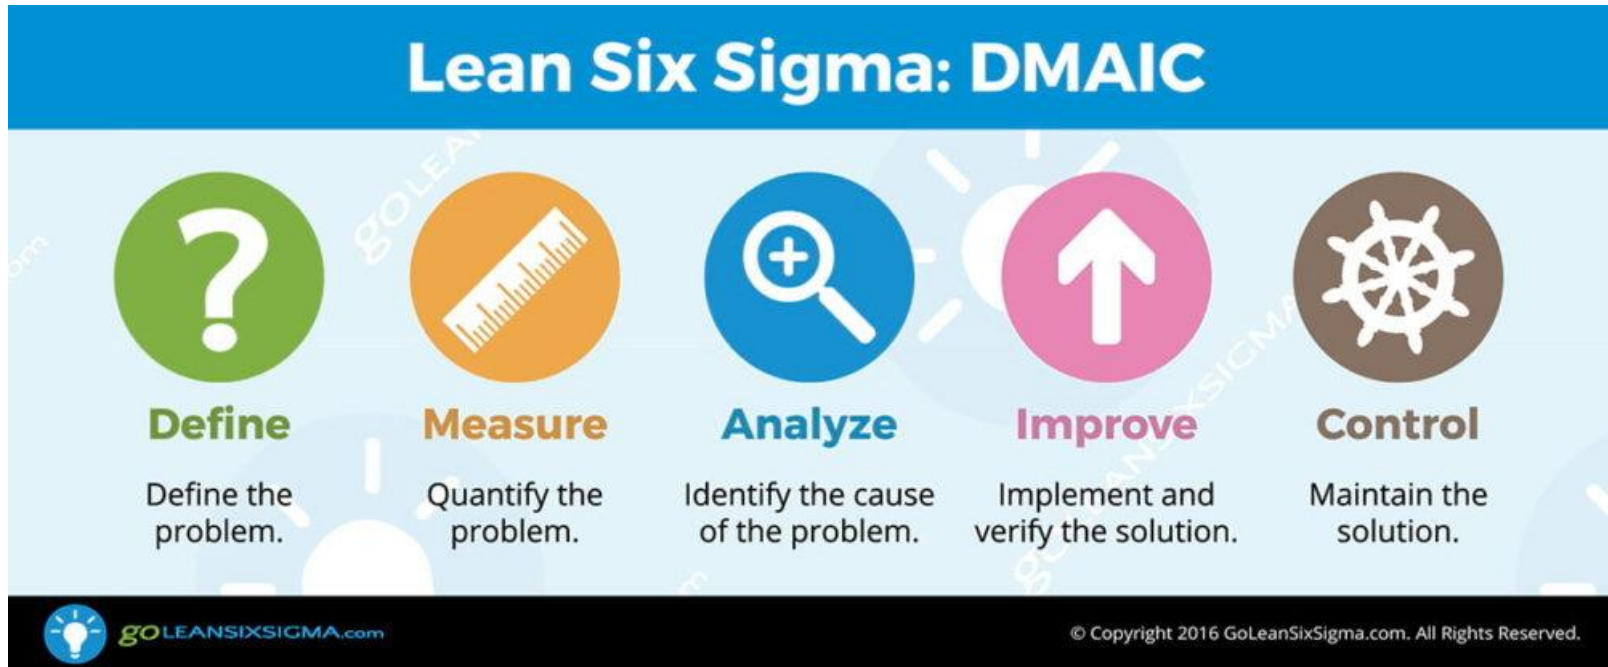 Lean Six Sigma: DMAIC
Define
Define the
problem.
Measure
Quantify the
problem.
Analyze
Identify the cause
of the problem.
Improve
Implement and
verify the solution.
Control
Maintain the
solution.
goLEANSIXSIGMA.com
© Copyright 2016 GoLeanSixSigma.com. All Rights Reserved.